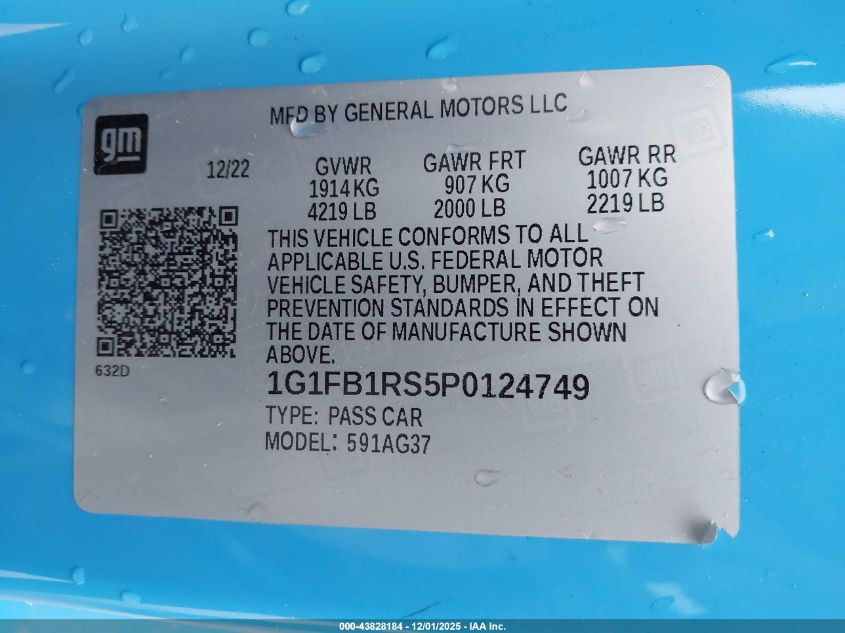 MFD BY GENERAL MOTORS LLC
gm
12/22
GVWR GAWR FRT GAWR RR
1914 KG 907 KG 1007 KG
4219 LB 2000 LB 2219 LB
THIS VEHICLE CONFORMS TO ALL
APPLICABLE U.S. FEDERAL MOTOR
VEHICLE SAFETY, BUMPER, AND THEFT
PREVENTION STANDARDS IN EFFECT ON
THE DATE OF MANUFACTURE SHOWN
ABOVE.
632D
1G1FB1RS5P0124749
TYPE: PASS CAR
MODEL: 591AG37
000-43828184 - 12/01/2025 - IAA Inc.